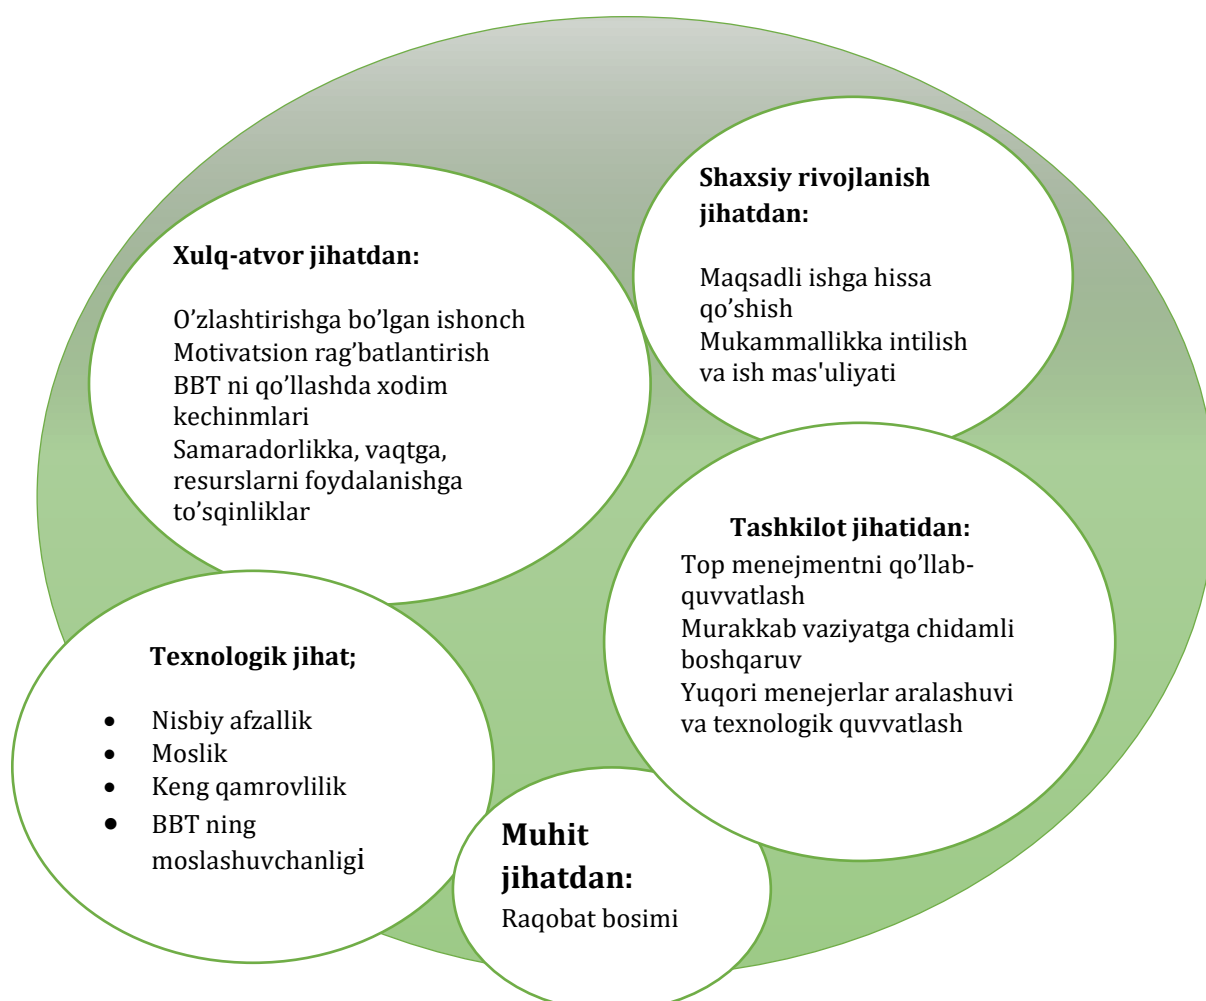 Shaxsiy rivojlanish
jihatdan:
Maqsadli ishga hissa
qo’shish
Mukammallikka intilish
va ish mas'uliyati
Xulq-atvor jihatdan:
O’zlashtirishga bo’lgan ishonch
Motivatsion rag’batlantirish
BBT ni qo’llashda xodim
kechinmlari
Samaradorlikka, vaqtga,
resurslarni foydalanishga
to’sqinliklar
Tashkilot jihatidan:
Top menejmentni qo’llab-
quvvatlash
Murakkab vaziyatga chidamli
boshqaruv
Yuqori menejerlar aralashuvi
va texnologik quvvatlash
Texnologik jihat;
• Nisbiy afzallik
• Moslik
• Keng qamrovlilik
• BBT ning
moslashuvchanligi
Muhit
jihatdan:
Raqobat bosimi